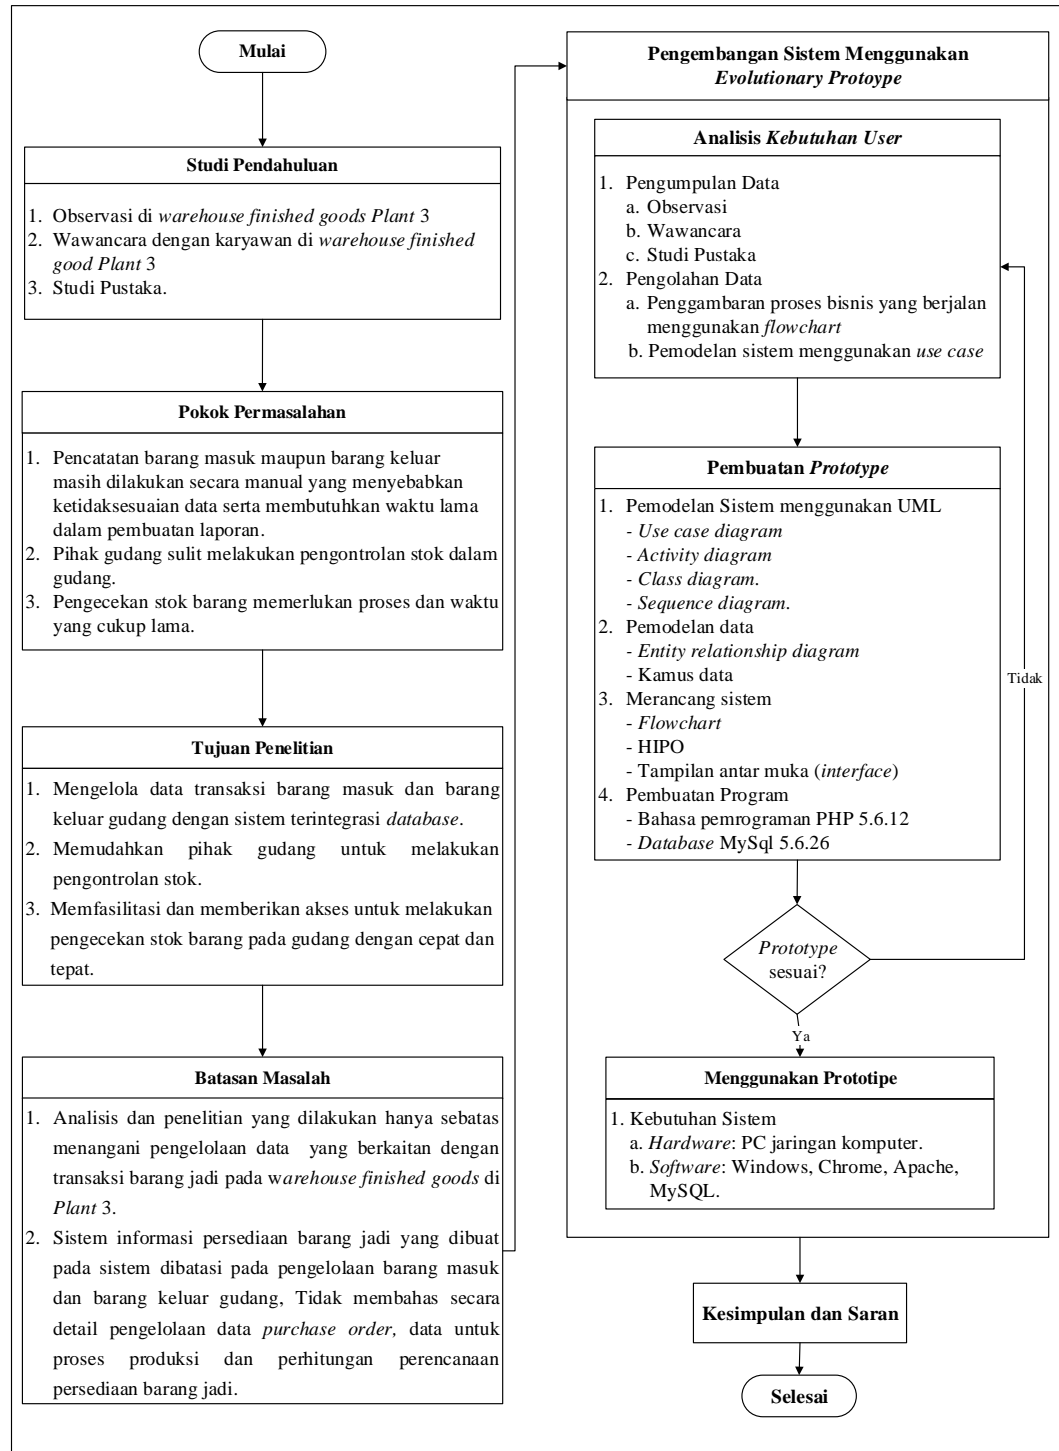 Mulai
Studi Pendahuluan
1. Observasi di warehouse finished goods Plant 3
2. Wawancara dengan karyawan di warehouse finished
good Plant 3
3. Studi Pustaka.
Pokok Permasalahan
1. Pencatatan barang masuk maupun barang keluar
masih dilakukan secara manual yang menyebabkan
ketidaksesuaian data serta membutuhkan waktu lama
dalam pembuatan laporan.
2. Pihak gudang sulit melakukan pengontrolan stok dalam
gudang.
3. Pengecekan stok barang memerlukan proses dan waktu
yang cukup lama.
Tujuan Penelitian
1. Mengelola data transaksi barang masuk dan barang
keluar gudang dengan sistem terintegrasi database.
2. Memudahkan pihak gudang untuk melakukan
pengontrolan stok.
3. Memfasilitasi dan memberikan akses untuk melakukan
pengecekan stok barang pada gudang dengan cepat dan
tepat.
Batasan Masalah
1. Analisis dan penelitian yang dilakukan hanya sebatas
menangani pengelolaan data yang berkaitan dengan
transaksi barang jadi pada warehouse finished goods di
Plant 3.
2. Sistem informasi persediaan barang jadi yang dibuat
pada sistem dibatasi pada pengelolaan barang masuk
dan barang keluar gudang, Tidak membahas secara
detail pengelolaan data purchase order, data untuk
proses produksi dan perhitungan perencanaan
persediaan barang jadi.
Pengembangan Sistem Menggunakan
Evolutionary Protoype
Analisis Kebutuhan User
1. Pengumpulan Data
a. Observasi
b. Wawancara
c. Studi Pustaka
2. Pengolahan Data
a. Penggambaran proses bisnis yang berjalan
menggunakan flowchart
b. Pemodelan sistem menggunakan use case
Pembuatan Prototype
1. Pemodelan Sistem menggunakan UML
- Use case diagram
- Activity diagram
- Class diagram.
- Sequence diagram.
2. Pemodelan data
- Entity relationship diagram
- Kamus data
3. Merancang sistem
- Flowchart
- HIPO
- Tampilan antar muka (interface)
4. Pembuatan Program
- Bahasa pemrograman PHP 5.6.12
- Database MySql 5.6.26
Tidak
Prototype
sesuai?
Ya
Menggunakan Prototipe
1. Kebutuhan Sistem
a. Hardware: PC jaringan komputer.
b. Software: Windows, Chrome, Apache,
MySQL.
Kesimpulan dan Saran
Selesai